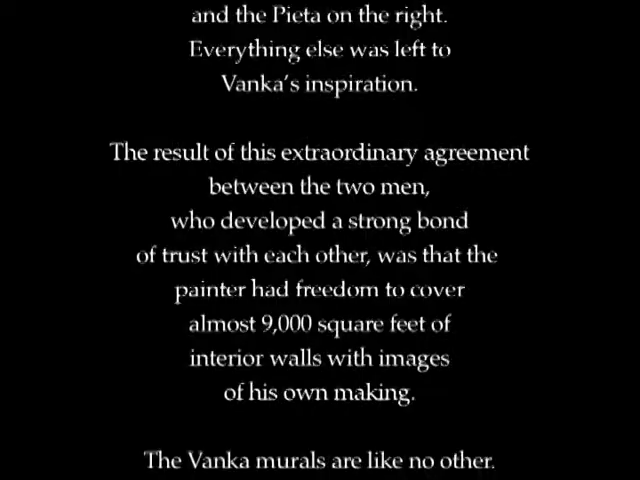 and the Pieta on the right.
Everything else was left to
Vanka's inspiration.
The result of this extraordinary agreement
between the two men,
who developed a strong bond
of trust with each other, was that the
painter had freedom to cover
almost 9,000 square feet of
interior walls with images
of his own making.
The Vanka murals are like no other.